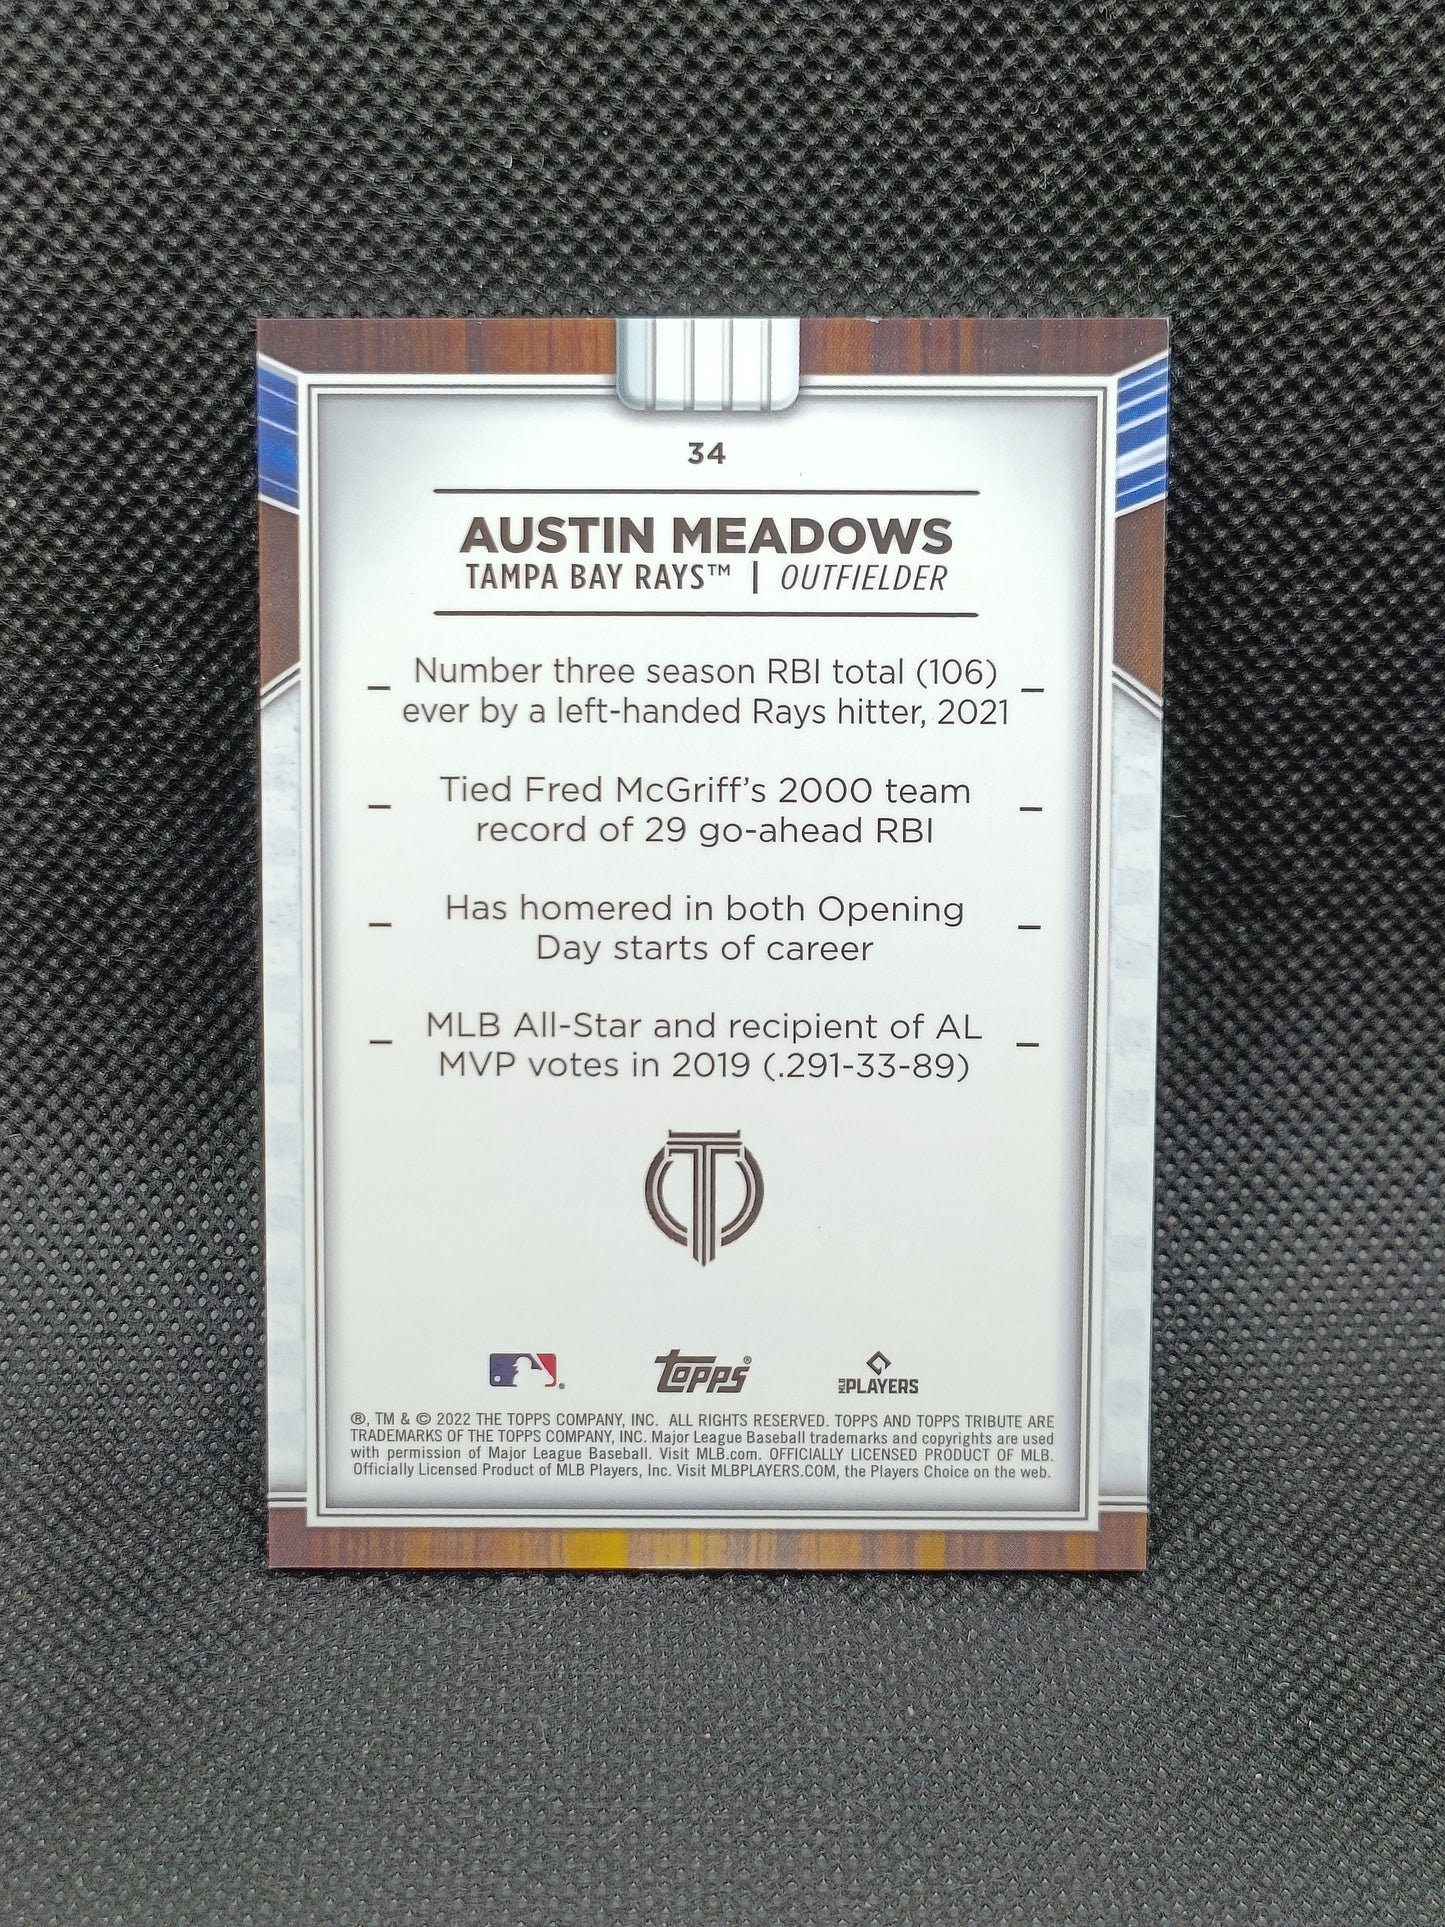 34
AUSTIN MEADOWS
TAMPA BAY RAYS™ | OUTFIELDER
Number three season RBI total (106)
ever by a left-handed Rays hitter, 2021
Tied Fred McGriff's 2000 team
record of 29 go-ahead RBI
Has homered in both Opening
Day starts of career
MLB All-Star and recipient of AL
MVP votes in 2019 (.291-33-89)
T
® TOPPS ® MLB PLAYERS
®, TM & © 2022 THE TOPPS COMPANY, INC. ALL RIGHTS RESERVED. TOPPS AND TOPPS TRIBUTE ARE
TRADEMARKS OF THE TOPPS COMPANY, INC. Major League Baseball trademarks and copyrights are used
with permission of Major League Baseball. Visit MLB.com. OFFICIALLY LICENSED PRODUCT OF MLB.
Officially Licensed Product of MLB Players, Inc. Visit MLBPLAYERS.COM, the Players Choice on the web.